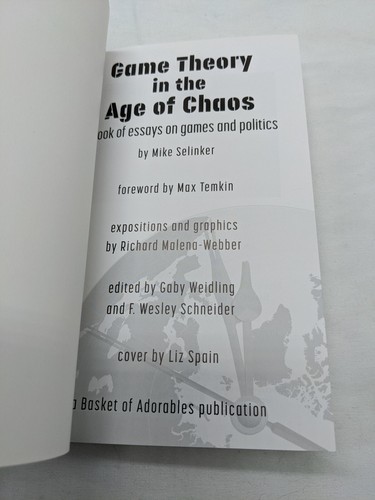 Game Theory
in the
Age of Chaos
ook of essays on games and politics
by Mike Selinker
foreword by Max Temkin
expositions and graphics
by Richard Malena-Webber
edited by Gaby Weidling
and F. Wesley Schneider
cover by Liz Spain
a Basket of Adorables publication